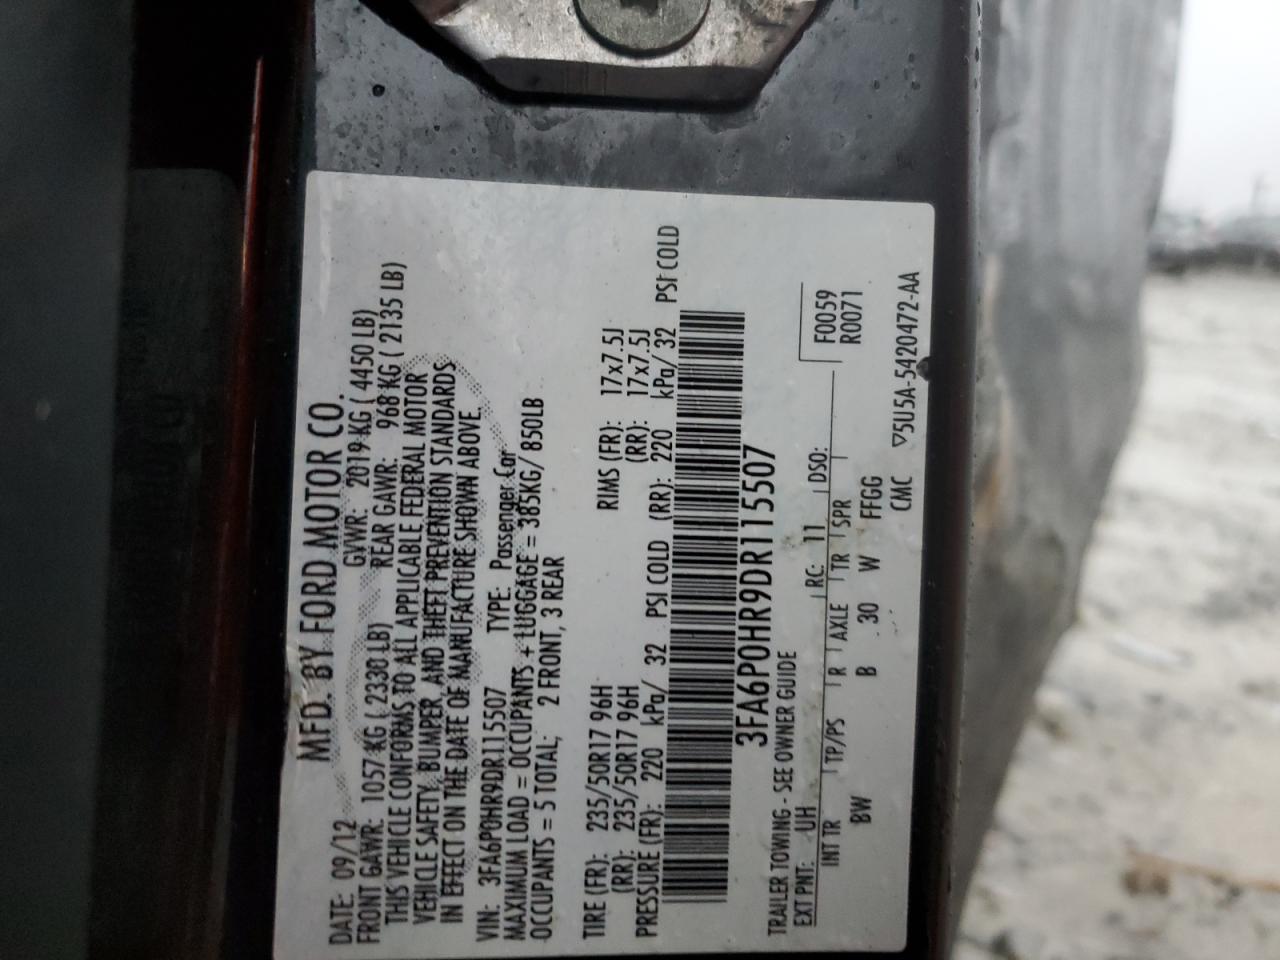 MFD. BY FORD MOTOR CO.
DATE: 09/12 GVWR: 2019 KG ( 4450 LB)
FRONT GAWR: 1057 KG ( 2330 LB) REAR GAWR: 968 KG ( 2135 LB)
THIS VEHICLE CONFORMS TO ALL APPLICABLE FEDERAL MOTOR
VEHICLE SAFETY, BUMPER, AND THEFT PREVENTION STANDARDS
IN EFFECT ON THE DATE OF MANUFACTURE SHOWN ABOVE.
VIN: 3FA6P0HR9DR115507 TYPE: Passenger Car
MAXIMUM LOAD = OCCUPANTS + LUGGAGE = 385KG/ 850LB
OCCUPANTS = 5 TOTAL; 2 FRONT, 3 REAR
TIRE (FR): 235/50R17 96H RIMS (FR): 17x7.5J
(RR): 235/50R17 96H (RR): 17x7.5J
PRESSURE (FR): 220 kPa/ 32 PSI COLD (RR): 220 kPa/ 32 PSI COLD
3FA6P0HR9DR115507
TRAILER TOWING - SEE OWNER GUIDE
EXT PNT: UH RC: 11 DSO: F0059
INT TR TP/PS R AXLE TR SPR R0071
BW B 30 W FFGG
CMC ▽5U5A-5420472-AA